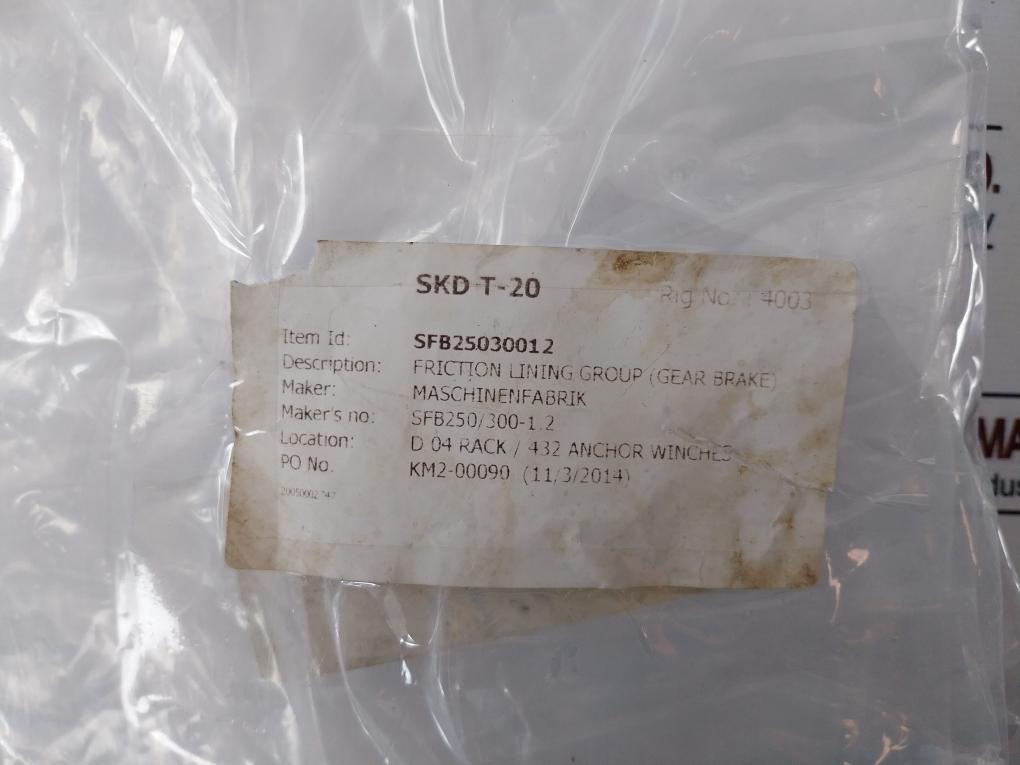 SKD T-20
Rig No. : 4003
Item Id: SFB25030012
Description: FRICTION LINING GROUP (GEAR BRAKE)
Maker: MASCHINENFABRIK
Maker's no: SFB250/300-1.2
Location: D 04 RACK / 432 ANCHOR WINCHES
PO No. KM2-00090 (11/3/2014)